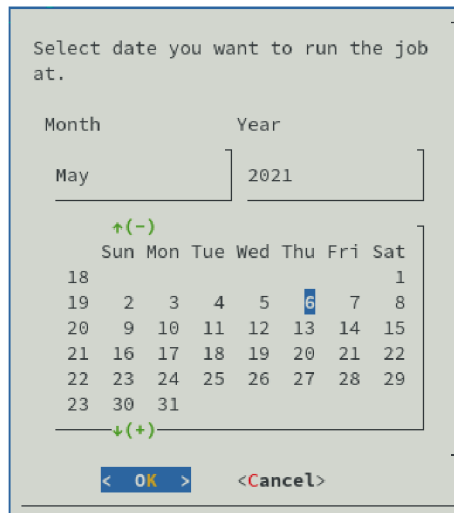 Select date you want to run the job
at.
Month Year
May 2021
↑(-)
Sun Mon Tue Wed Thu Fri Sat
18 1
19 2 3 4 5 6 7 8
20 9 10 11 12 13 14 15
21 16 17 18 19 20 21 22
22 23 24 25 26 27 28 29
23 30 31
↓(+)
< OK > <Cancel>